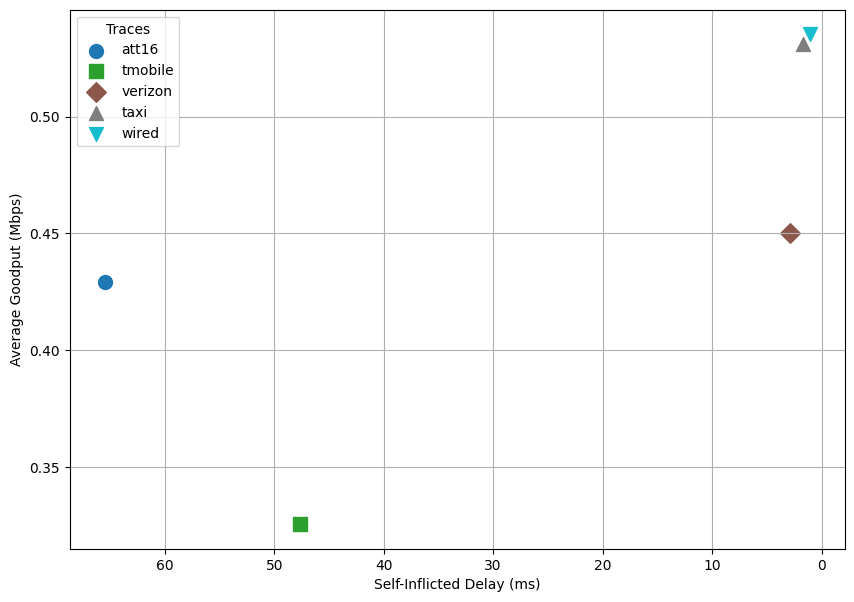 Traces
att16
tmobile
verizon
taxi
wired
Average Goodput (Mbps)
0.50
0.45
0.40
0.35
60 50 40 30 20 10 0
Self-Inflicted Delay (ms)